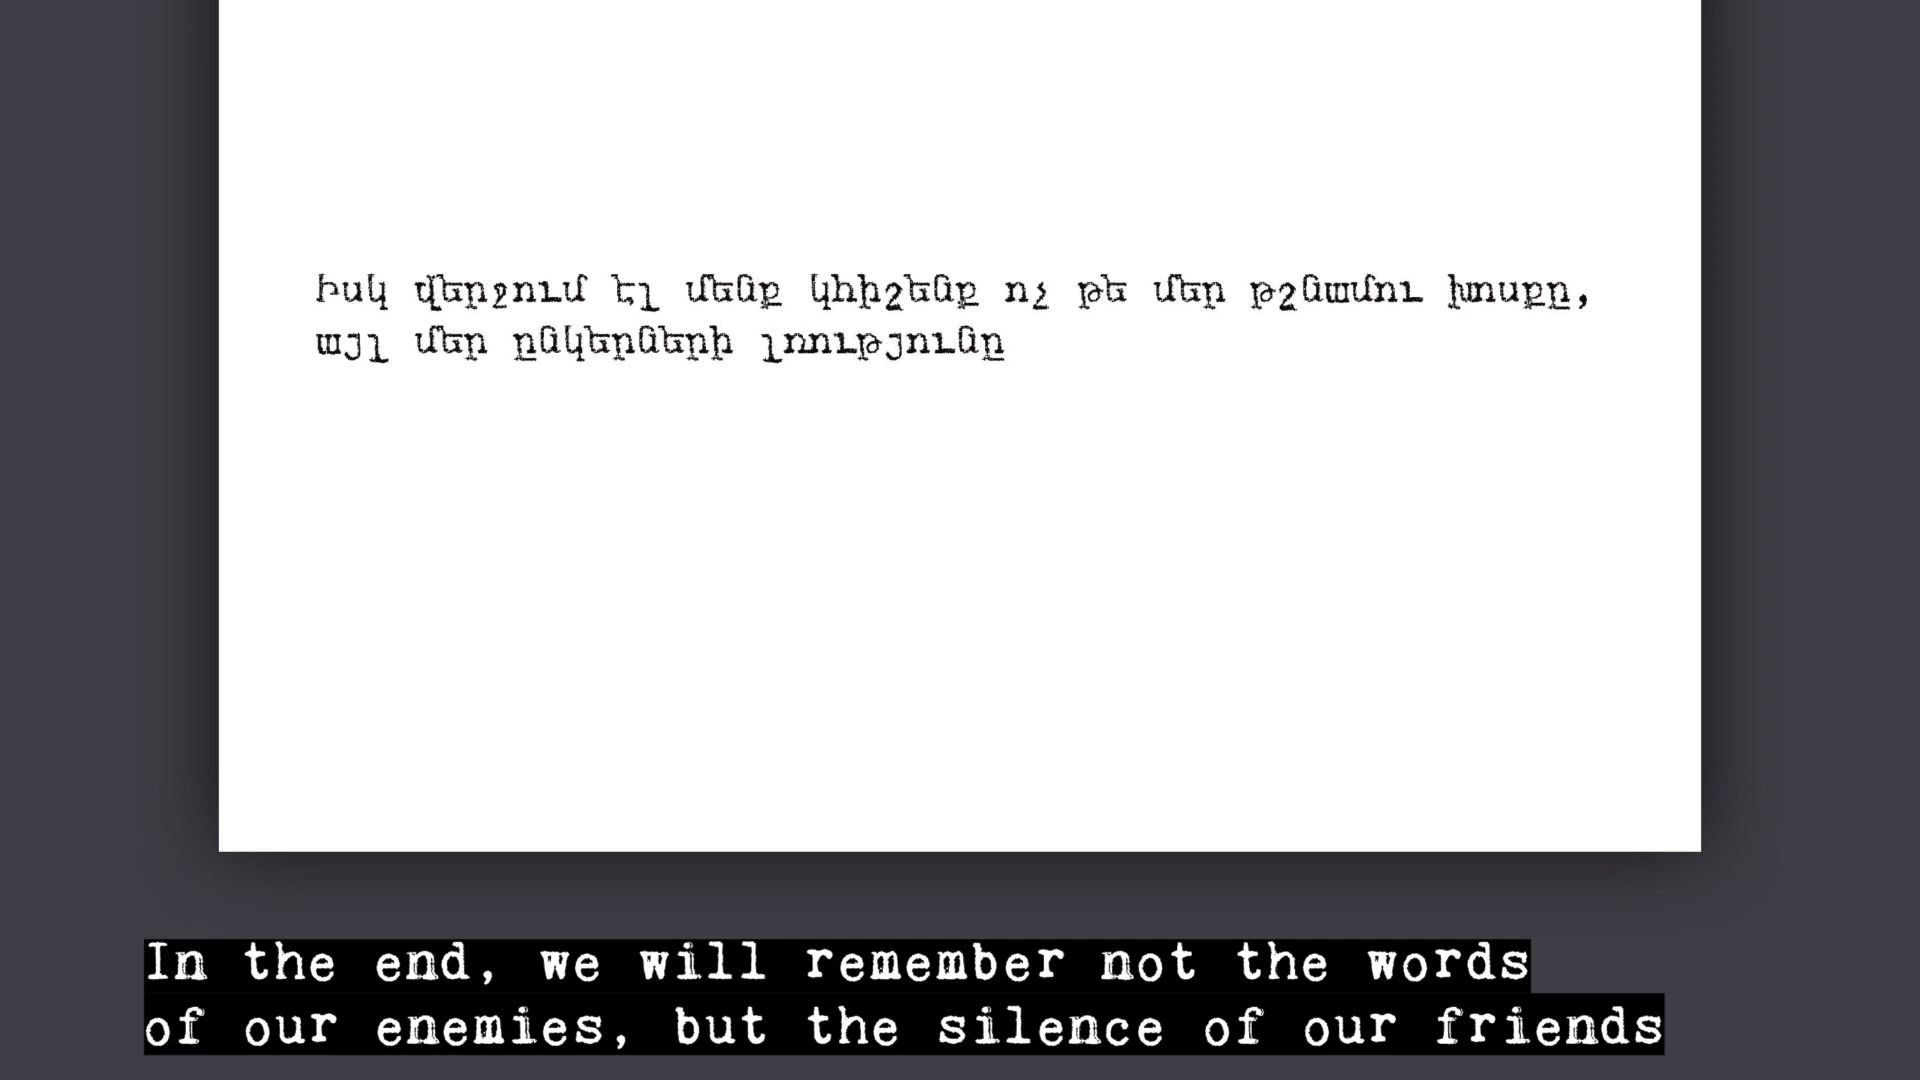 Իսկ վերջում էլ մենք կհիշենք ոչ թե մեր թշնամու խոսքը,
այլ մեր ընկերների լռությունը
In the end, we will remember not the words
of our enemies, but the silence of our friends